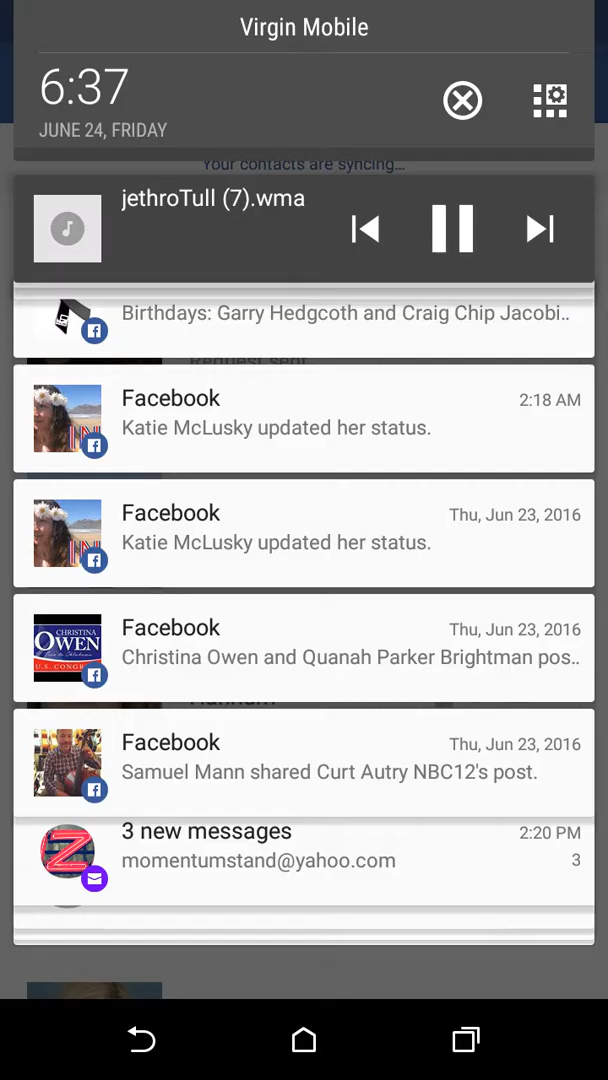 Virgin Mobile
6:37
JUNE 24, FRIDAY
Your contacts are syncing...
jethroTull (7).wma
Birthdays: Garry Hedgcoth and Craig Chip Jacobi..
Request sent
Facebook
2:18 AM
Katie McLusky updated her status.
Facebook
Thu, Jun 23, 2016
Katie McLusky updated her status.
CHRISTINA
OWEN
U.S. CONGR
Facebook
Thu, Jun 23, 2016
Christina Owen and Quanah Parker Brightman pos..
Facebook
Thu, Jun 23, 2016
Samuel Mann shared Curt Autry NBC12's post.
Z
3 new messages
2:20 PM
momentumstand@yahoo.com
3